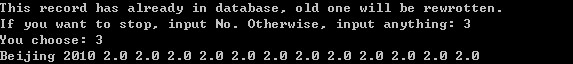 This record has already in database, old one will be rewrotten.
If you want to stop, input No. Otherwise, input anything: 3
You choose: 3
Beijing 2010 2.0 2.0 2.0 2.0 2.0 2.0 2.0 2.0 2.0 2.0 2.0 2.0